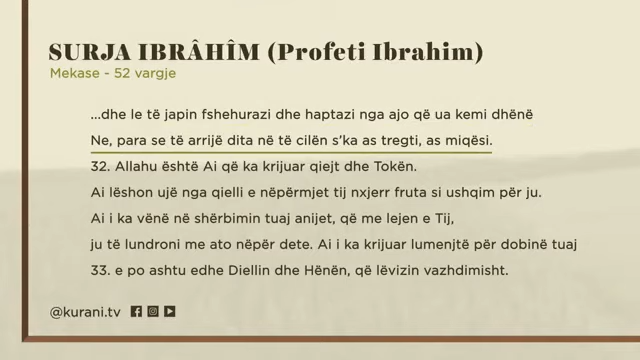 SURJA IBRÂHÎM (Profeti Ibrahim)
Mekase - 52 vargje
...dhe le të japin fshehurazi dhe haptazi nga ajo që ua kemi dhënë
Ne, para se të arrijë dita në të cilën s'ka as tregti, as miqësi.
32. Allahu është Ai që ka krijuar qiejt dhe Tokën.
Ai lëshon ujë nga qielli e nëpërmjet tij nxjerr fruta si ushqim për ju.
Ai i ka vënë në shërbimin tuaj anijet, që me lejen e Tij,
ju të lundroni me ato nëpër dete. Ai i ka krijuar lumenjtë për dobinë tuaj
33. e po ashtu edhe Diellin dhe Hënën, që lëvizin vazhdimisht.
@kurani.tv